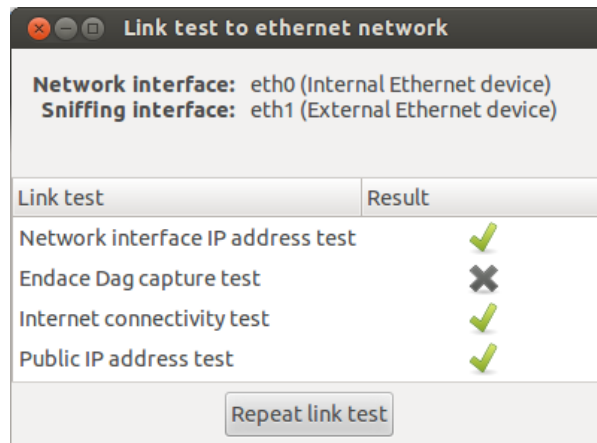 Link test to ethernet network
Network interface: eth0 (Internal Ethernet device)
Sniffing interface: eth1 (External Ethernet device)
Link test Result
Network interface IP address test
Endace Dag capture test
Internet connectivity test
Public IP address test
Repeat link test